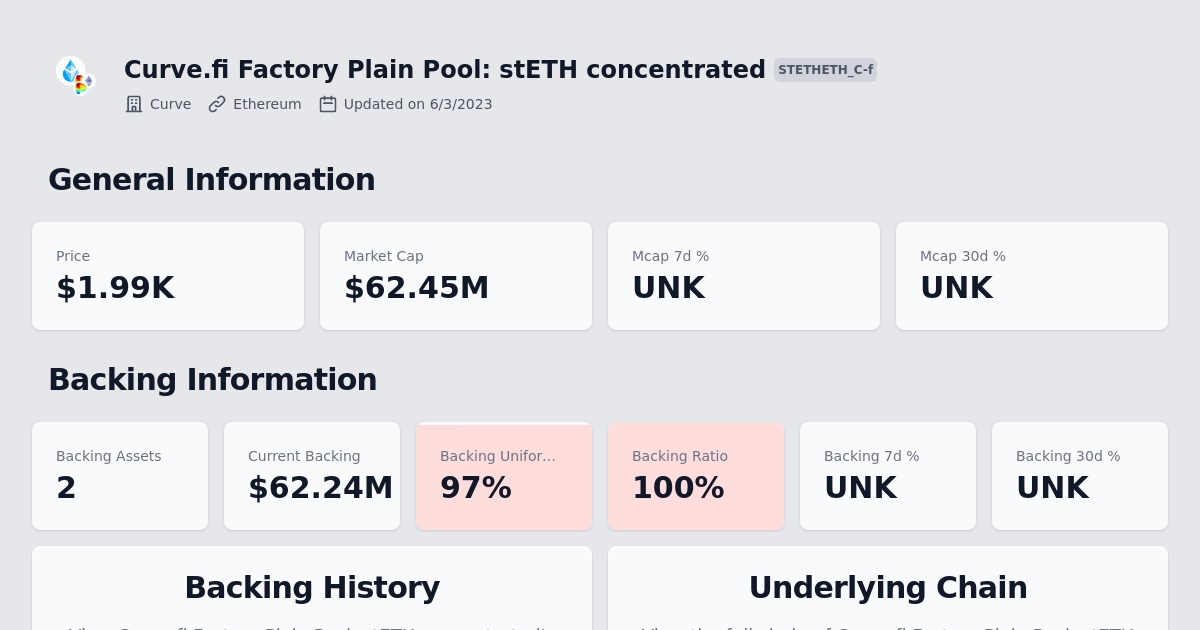 Curve.fi Factory Plain Pool: stETH concentrated STETHETH_C-f
Curve Ethereum Updated on 6/3/2023
General Information
Price Market Cap Mcap 7d % Mcap 30d %
$1.99K $62.45M UNK UNK
Backing Information
Backing Assets Current Backing Backing Unifor... Backing Ratio Backing 7d % Backing 30d %
2 $62.24M 97% 100% UNK UNK
Backing History Underlying Chain